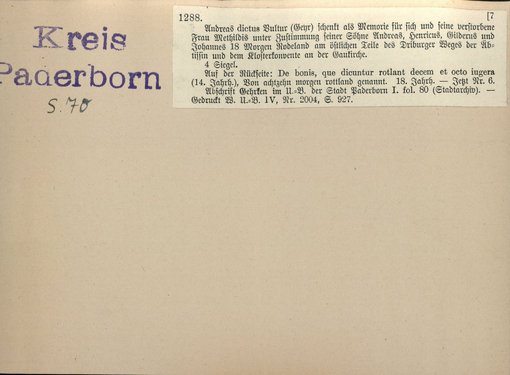 Kreis
Paderborn
S. 70
1288. [7
Andreas dictus Vultur (Geyr) schenkt als Memorie für sich und seine verstorbene
Frau Methildis unter Zustimmung seiner Söhne Andreas, Henricus, Gisdernus und
Johannes 18 Morgen Rodeland am östlichen Teile des Driburger Weges der Äb-
tissin und dem Klosterkonvente an der Gaukirche.
4 Siegel.
Auf der Rückseite: De bonis, que dicuntur rotlant decem et octo ingera
(14. Jahrh.), Von achtzehn morgen rottland genannt. 18. Jahrh. — Jetzt Nr. 6.
Abschrift Gehrken im U.-B. der Stadt Paderborn I. fol. 80 (Stadtarchiv). —
Gedruckt W. U.-B. IV, Nr. 2004, S. 927.